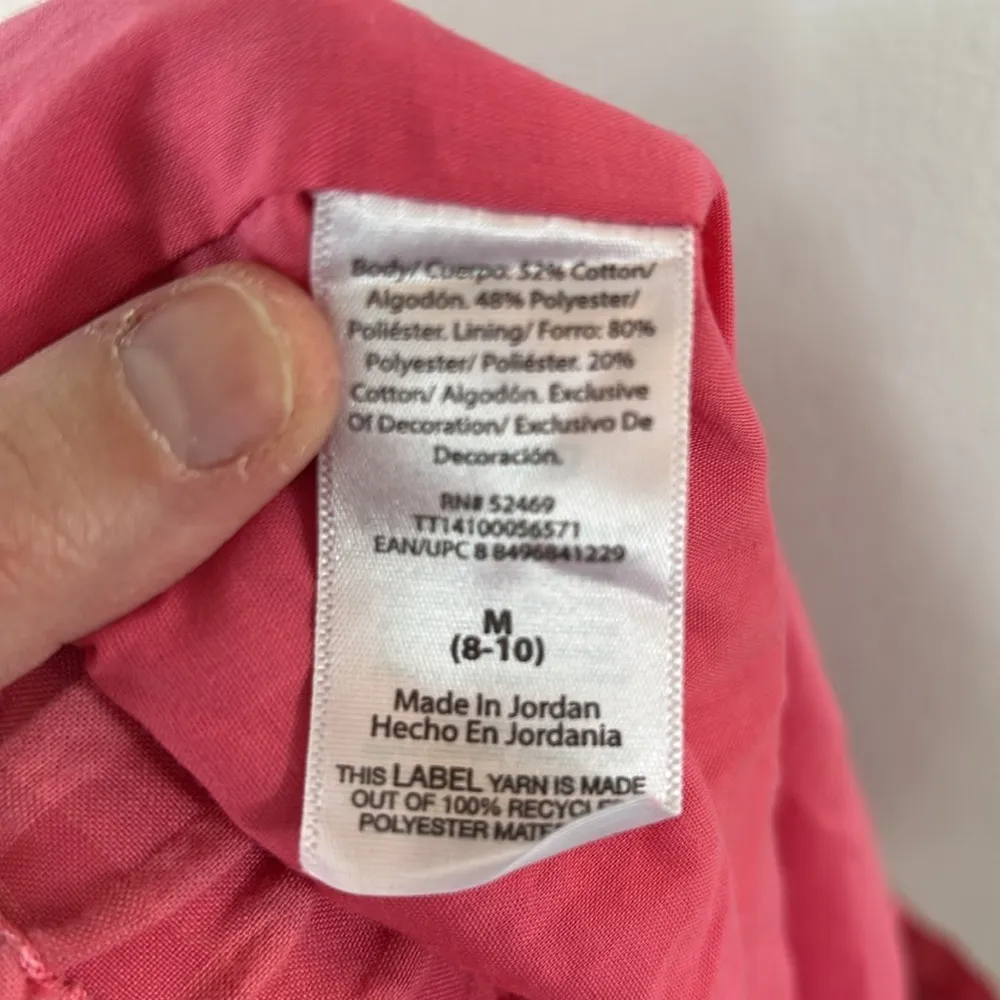 Body/ Cuerpo: 52% Cotton/
Algodón. 48% Polyester/
Poliéster. Lining/ Forro: 80%
Polyester/ Poliéster. 20%
Cotton/ Algodón. Exclusive
Of Decoration/ Exclusivo De
Decoración.
RN# 52469
TT14100056571
EAN/UPC 8 8496841229
M
(8-10)
Made In Jordan
Hecho En Jordania
THIS LABEL YARN IS MADE
OUT OF 100%
POLYESTER